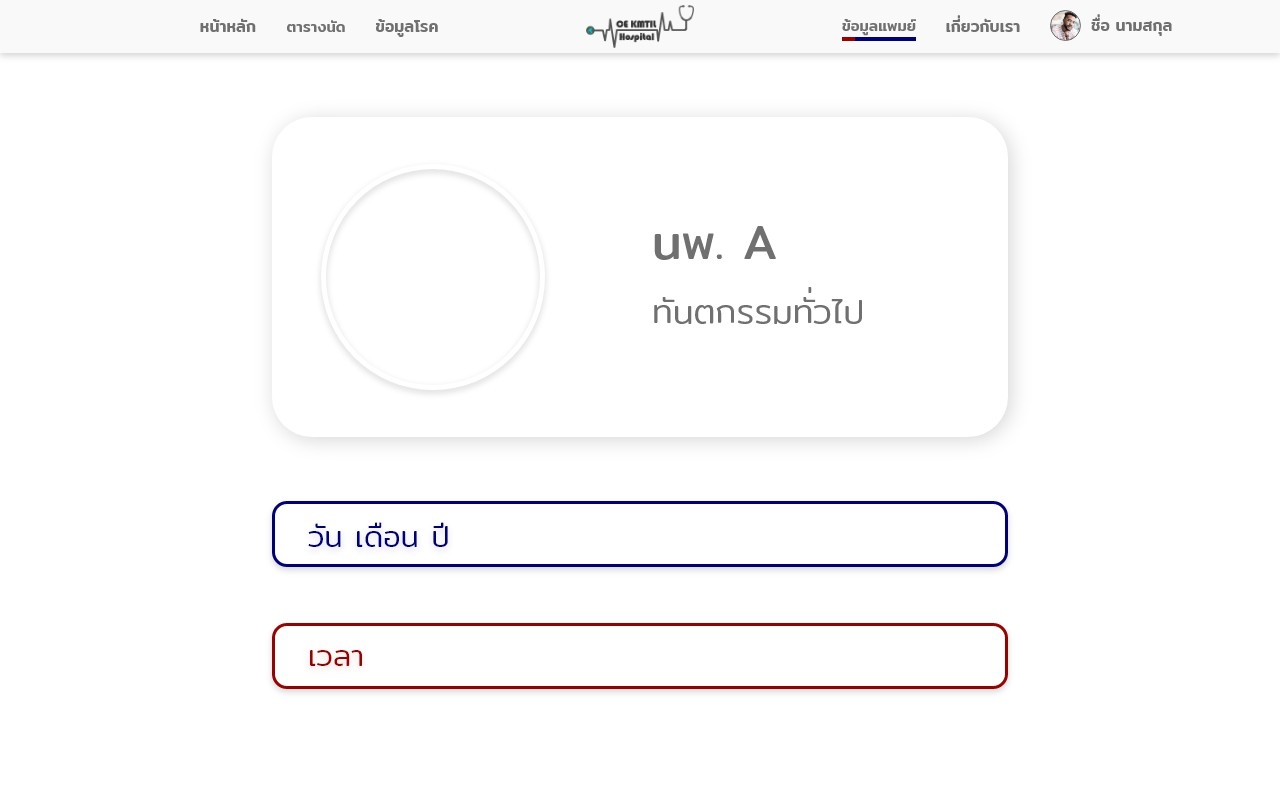 หน้าหลัก ตารางนัด ข้อมูลโรค
CE KMTIL
Hospital
ข้อมูลแพทย์ เกี่ยวกับเรา ชื่อ นามสกุล
นพ. A
ทันตกรรมทั่วไป
วัน เดือน ปี
เวลา